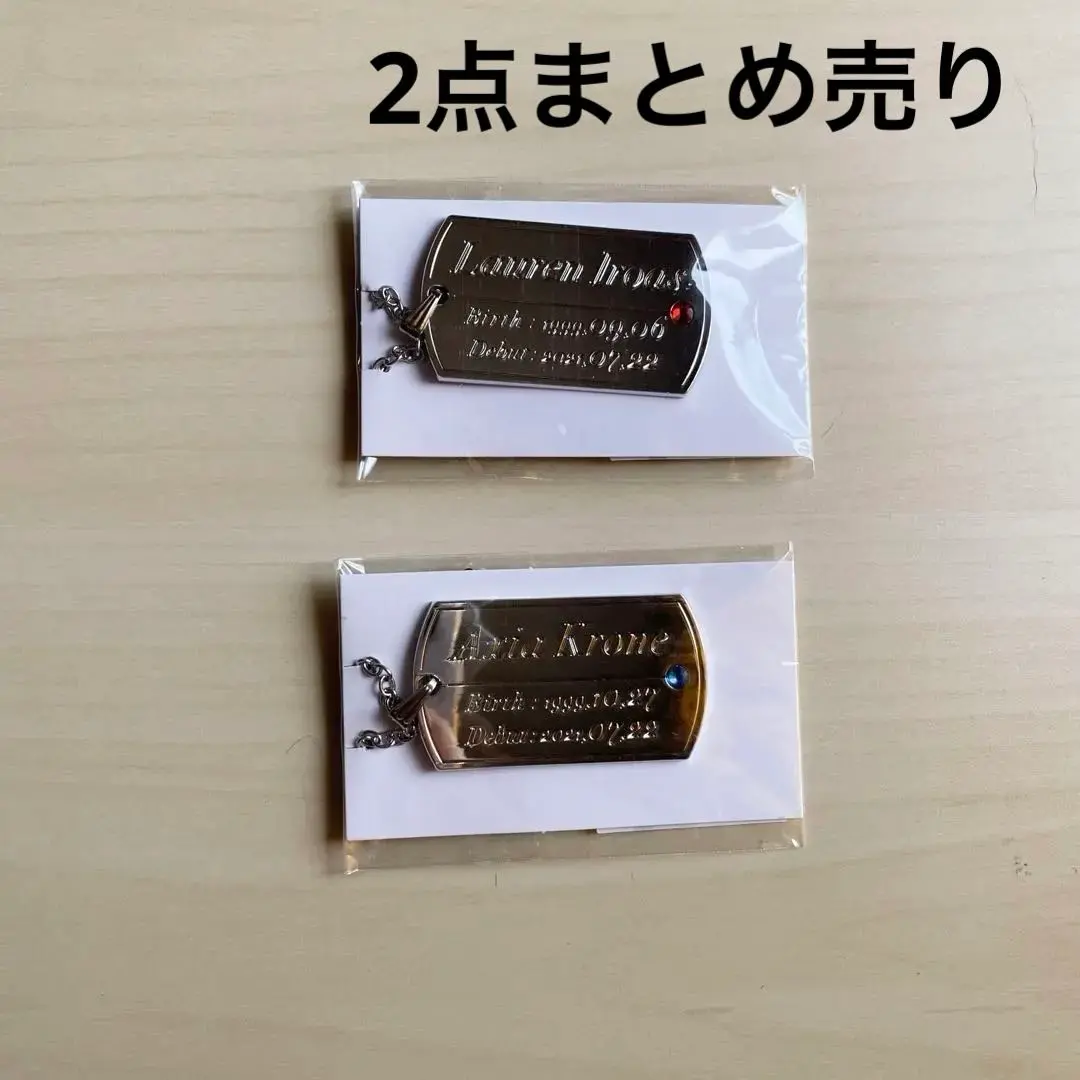 2点まとめ売り
Lauren Iroas
Birth : 1999.09.06
Debut : 2021.07.22
Axia Krone
Birth : 1999.10.27
Debut : 2021.07.22